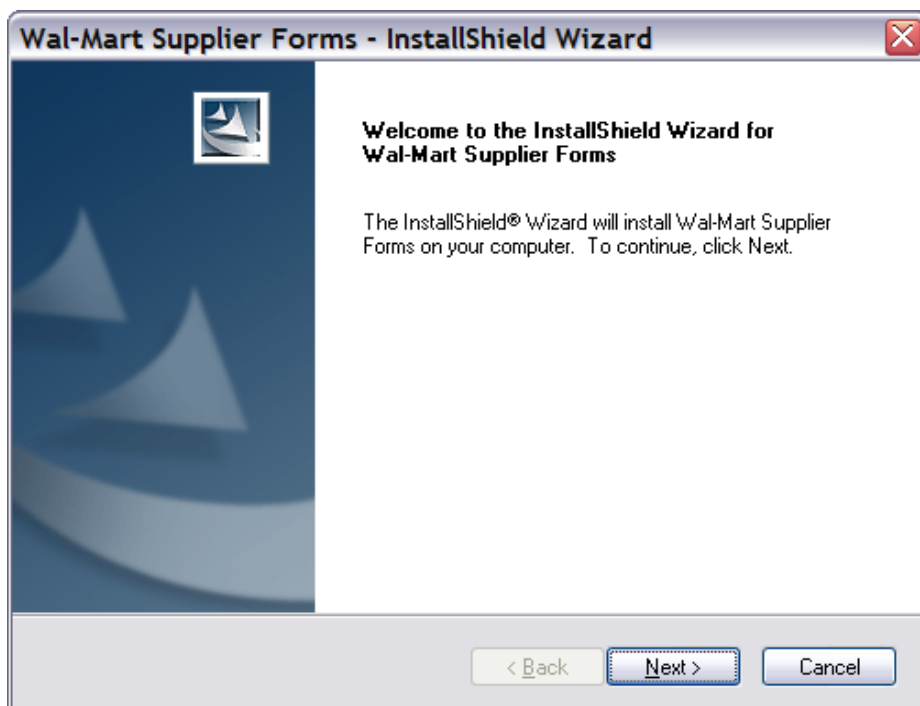 Wal-Mart Supplier Forms - InstallShield Wizard
Welcome to the InstallShield Wizard for
Wal-Mart Supplier Forms
The InstallShield® Wizard will install Wal-Mart Supplier
Forms on your computer.  To continue, click Next.
< Back Next > Cancel